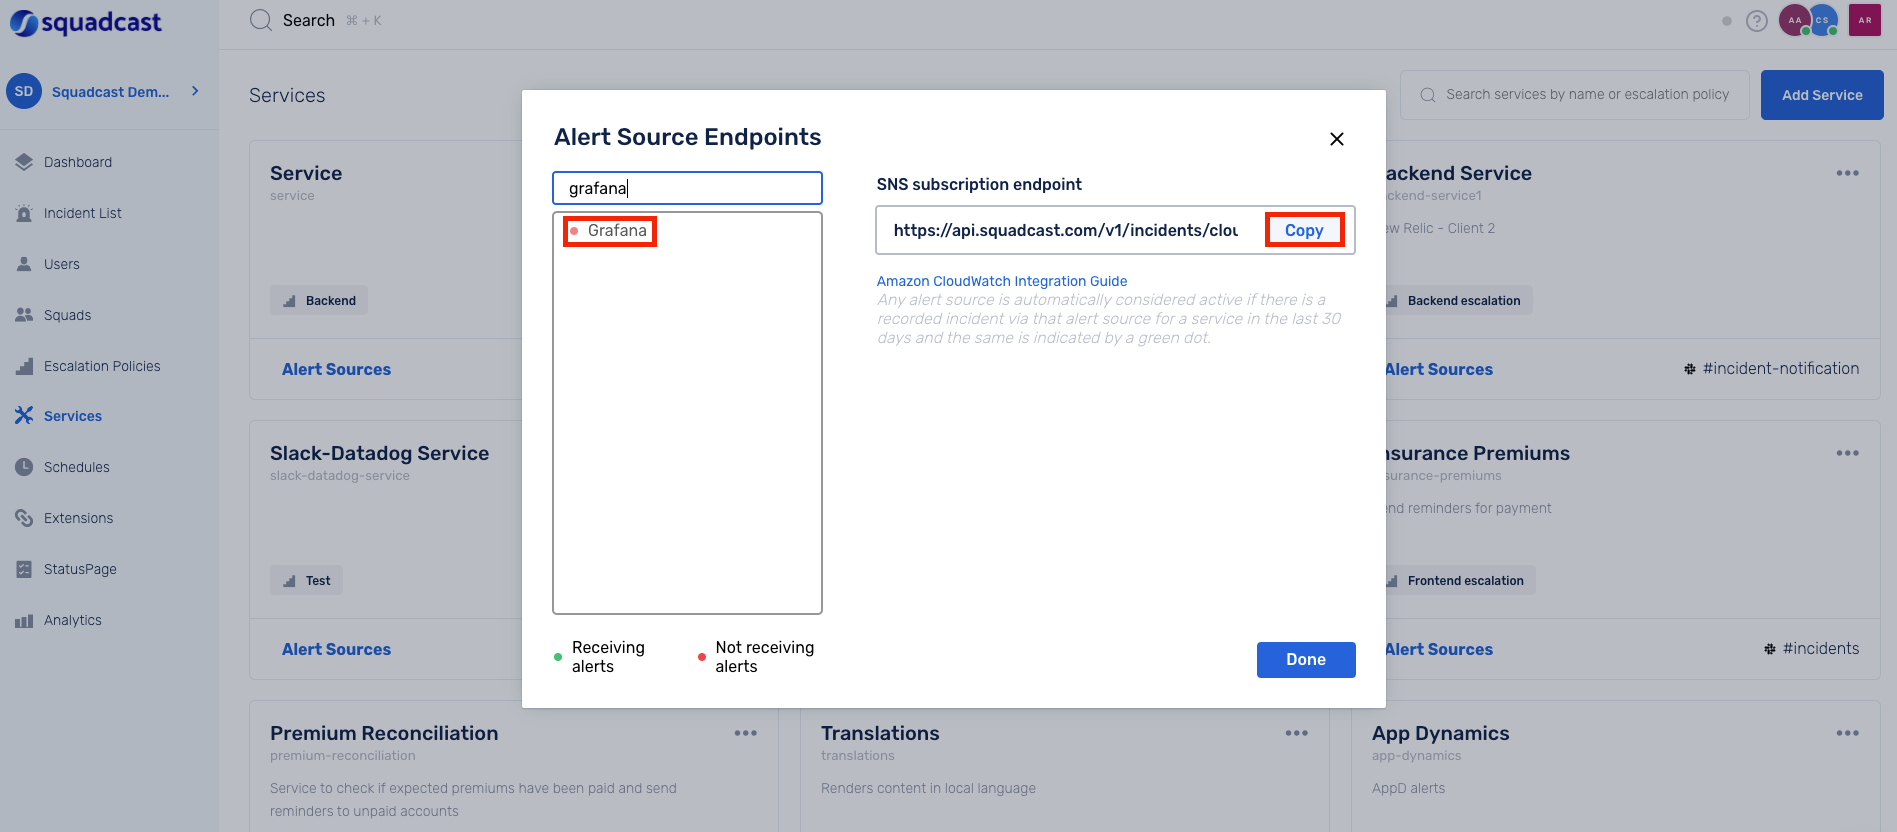 squadcast
Search ⌘ + K
AA
CS
AR
SD
Squadcast Dem...
Dashboard
Incident List
Users
Squads
Escalation Policies
Services
Schedules
Extensions
StatusPage
Analytics
Services
Search services by name or escalation policy
Add Service
Service
service
Backend
Alert Sources
Slack-Datadog Service
slack-datadog-service
Test
Alert Sources
Alert Source Endpoints
grafana
Grafana
Receiving
alerts
Not receiving
alerts
SNS subscription endpoint
https://api.squadcast.com/v1/incidents/clou
Copy
Amazon CloudWatch Integration Guide
Any alert source is automatically considered active if there is a
recorded incident via that alert source for a service in the last 30
days and the same is indicated by a green dot.
Done
ackend Service
ckend-service1
ew Relic - Client 2
Backend escalation
Alert Sources
#incident-notification
nsurance Premiums
surance-premiums
end reminders for payment
Frontend escalation
Alert Sources
#incidents
Premium Reconciliation
premium-reconciliation
Service to check if expected premiums have been paid and send
reminders to unpaid accounts
Translations
translations
Renders content in local language
App Dynamics
app-dynamics
AppD alerts